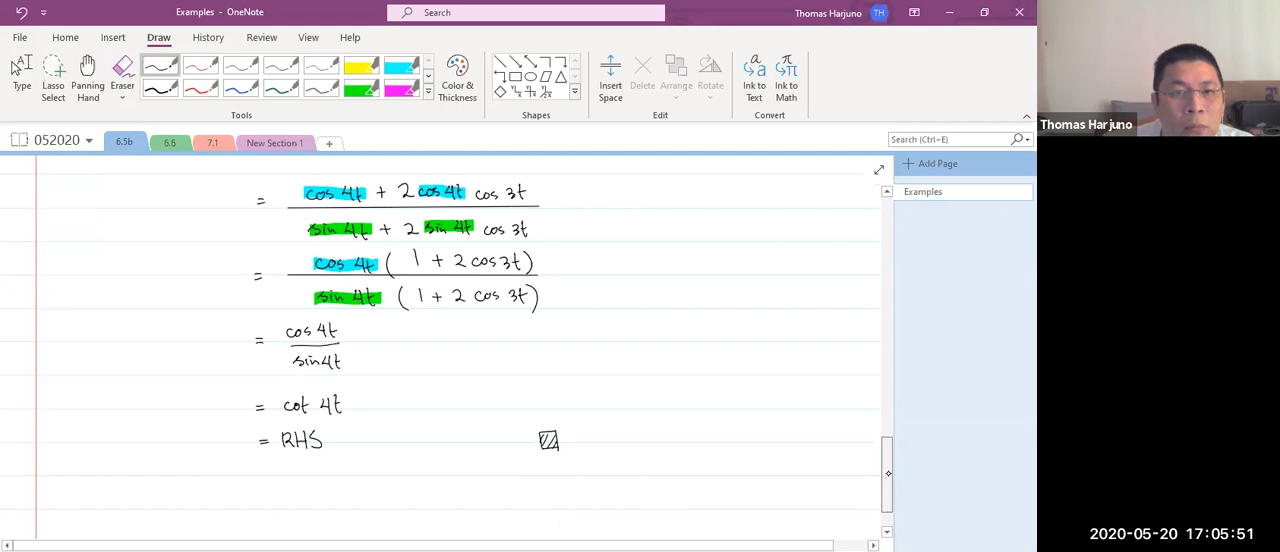 Examples - OneNote
Search
Thomas Harjuno TH
File Home Insert Draw History Review View Help
Type Lasso Select Panning Hand Eraser Color & Thickness Insert Space Delete Arrange Rotate Ink to Text Ink to Math
Tools Shapes Edit Convert
Thomas Harjuno
052020 6.5b 6.6 7.1 New Section 1 + Search (Ctrl+E)
+ Add Page
Examples
= cos 4t + 2 cos 4t cos 3t
sin 4t + 2 sin 4t cos 3t
= cos 4t ( 1 + 2 cos 3t )
sin 4t ( 1 + 2 cos 3t )
= cos 4t
sin 4t
= cot 4t
= RHS
2020-05-20 17:05:51